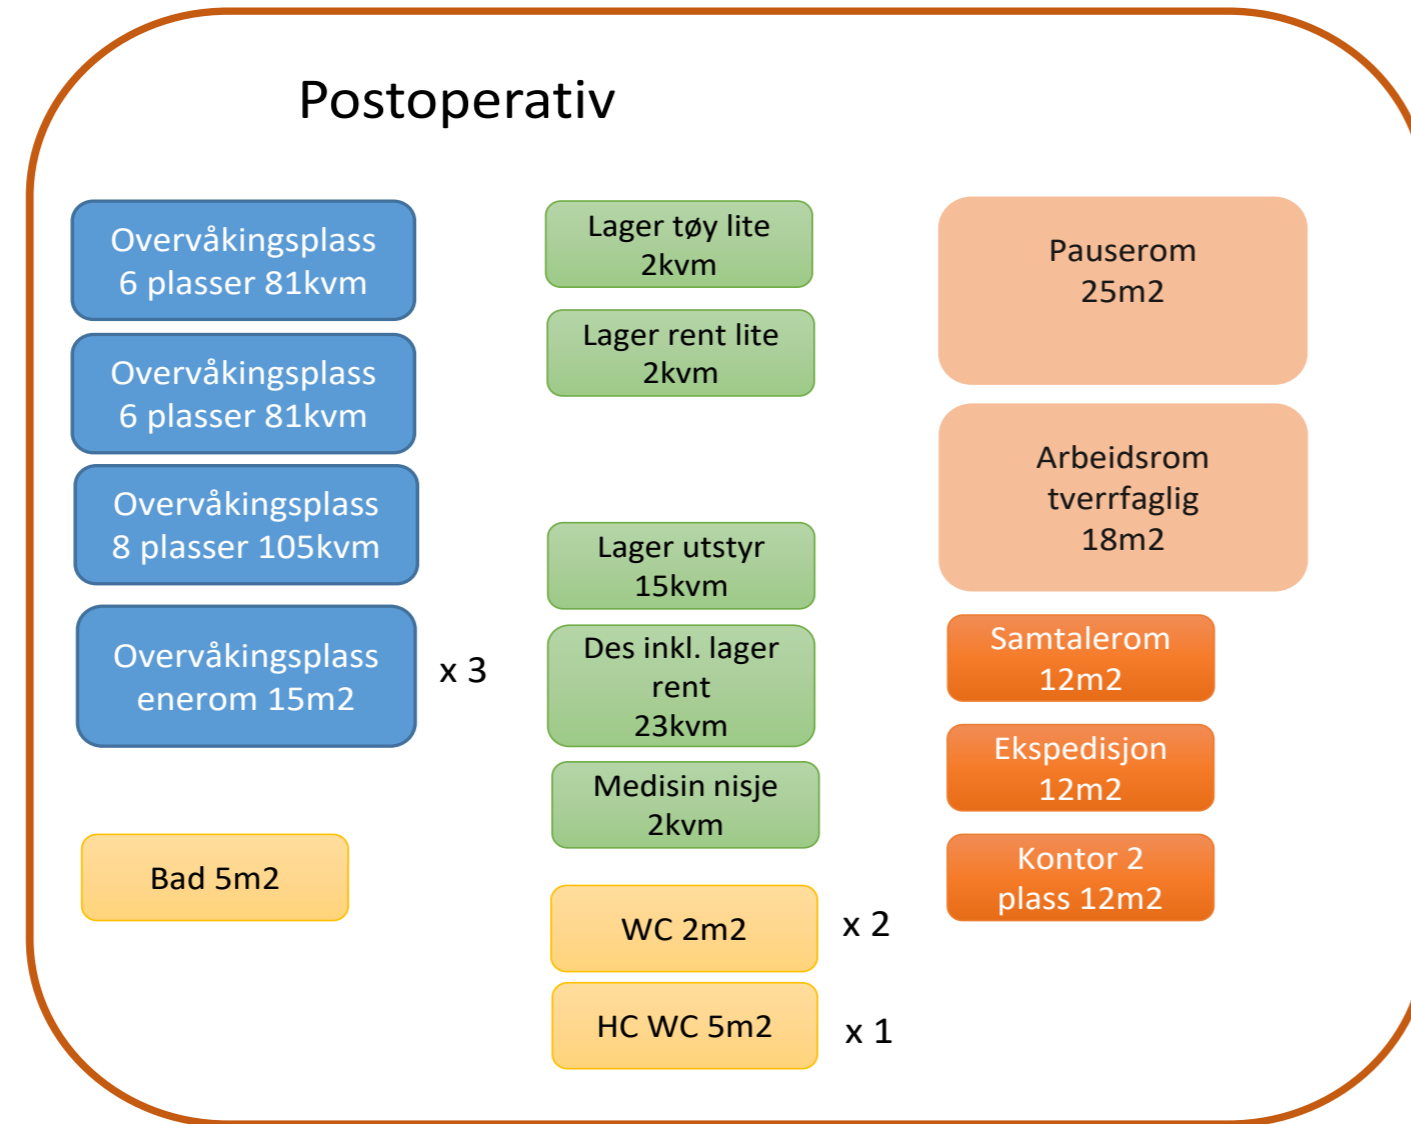 Postoperativ
Overvåkingsplass
6 plasser 81kvm
Overvåkingsplass
6 plasser 81kvm
Overvåkingsplass
8 plasser 105kvm
Overvåkingsplass
enerom 15m2
x 3
Bad 5m2
Lager tøy lite
2kvm
Lager rent lite
2kvm
Lager utstyr
15kvm
Des inkl. lager
rent
23kvm
Medisin nisje
2kvm
WC 2m2
x 2
HC WC 5m2
x 1
Pauserom
25m2
Arbeidsrom
tverrfaglig
18m2
Samtalerom
12m2
Ekspedisjon
12m2
Kontor 2
plass 12m2